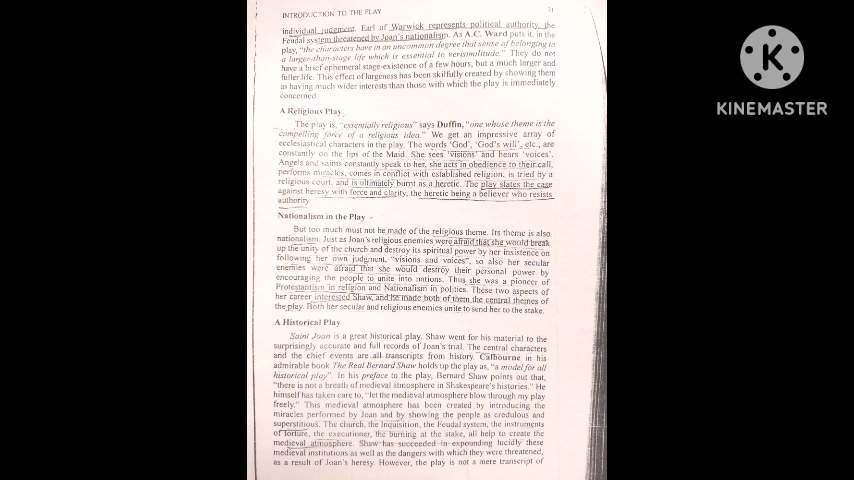 INTRODUCTION TO THE PLAY 71
individual judgment. Earl of Warwick represents political authority, the
Feudal system threatened by Joan's nationalism. As A.C. Ward puts it, in the
play, "the characters have in an uncommon degree that sense of belonging to
a larger-than-stage life which is essential to verisimilitude." They do not
have a brief ephemeral stage-existence of a few hours, but a much larger and
fuller life. This effect of largeness has been skilfully created by showing them
as having much wider interests than those with which the play is immediately
concerned.
A Religious Play
The play is, "essentially religious" says Duffin, "one whose theme is the
compelling force of a religious idea." We get an impressive array of
ecclesiastical characters in the play. The words 'God', 'God's will', etc., are
constantly on the lips of the Maid. She sees 'visions' and hears 'voices'.
Angels and saints constantly speak to her, she acts in obedience to their call,
performs miracles, comes in conflict with established religion, is tried by a
religious court, and is ultimately burnt as a heretic. The play states the case
against heresy with force and clarity, the heretic being a believer who resists
authority.
Nationalism in the Play -
But too much must not be made of the religious theme. Its theme is also
nationalism. Just as Joan's religious enemies were afraid that she would break
up the unity of the church and destroy its spiritual power by her insistence on
following her own judgment, "visions and voices", so also her secular
enemies were afraid that she would destroy their personal power by
encouraging the people to unite into nations. Thus she was a pioneer of
Protestantism in religion and Nationalism in politics. These two aspects of
her career interested Shaw, and he made both of them the central themes of
the play. Both her secular and religious enemies unite to send her to the stake.
A Historical Play
Saint Joan is a great historical play. Shaw went for his material to the
surprisingly accurate and full records of Joan's trial. The central characters
and the chief events are all transcripts from history. Calbourne in his
admirable book The Real Bernard Shaw holds up the play as, "a model for all
historical play". In his preface to the play, Bernard Shaw points out that,
"there is not a breath of medieval atmosphere in Shakespeare's histories." He
himself has taken care to, "let the medieval atmosphere blow through my play
freely." This medieval atmosphere has been created by introducing the
miracles performed by Joan and by showing the people as credulous and
superstitious. The church, the Inquisition, the Feudal system, the instruments
of torture, the executioner, the burning at the stake, all help to create the
medieval atmosphere. Shaw has succeeded in expounding lucidly these
medieval institutions as well as the dangers with which they were threatened,
as a result of Joan's heresy. However, the play is not a mere transcript of
K
KINEMASTER